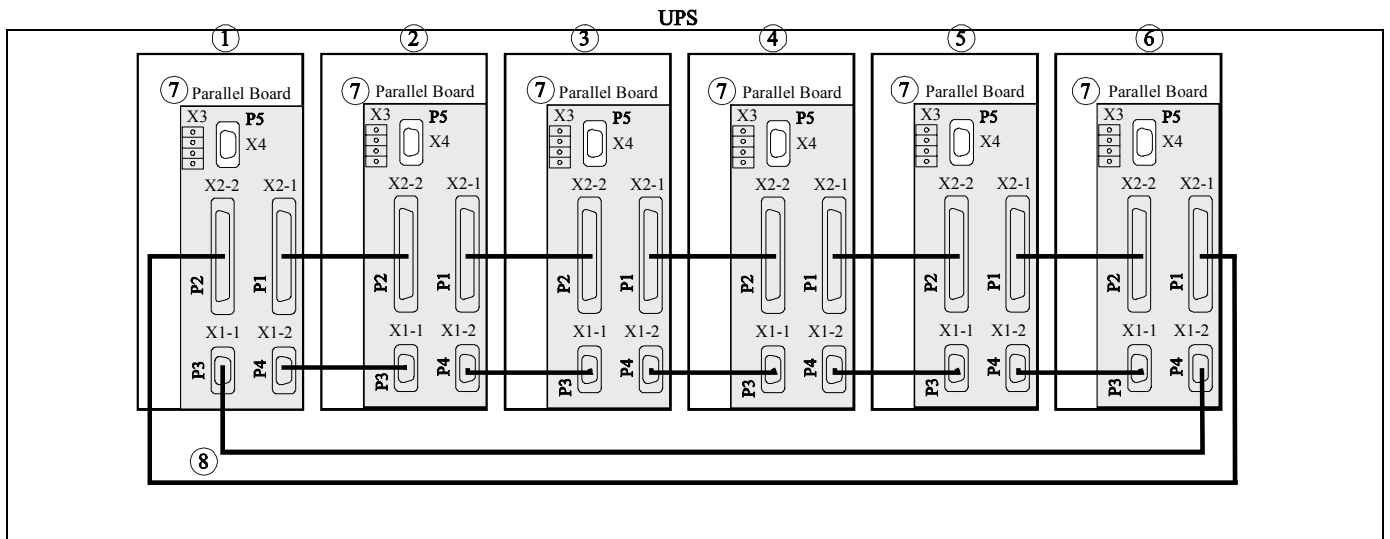 UPS
1 2 3 4 5 6
7 Parallel Board 7 Parallel Board 7 Parallel Board 7 Parallel Board 7 Parallel Board 7 Parallel Board
X3 P5 X3 P5 X3 P5 X3 P5 X3 P5 X3 P5
X4 X4 X4 X4 X4 X4
X2-2 X2-1 X2-2 X2-1 X2-2 X2-1 X2-2 X2-1 X2-2 X2-1 X2-2 X2-1
P2 P1 P2 P1 P2 P1 P2 P1 P2 P1 P2 P1
X1-1 X1-2 X1-1 X1-2 X1-1 X1-2 X1-1 X1-2 X1-1 X1-2 X1-1 X1-2
P3 P4 P3 P4 P3 P4 P3 P4 P3 P4 P3 P4
8